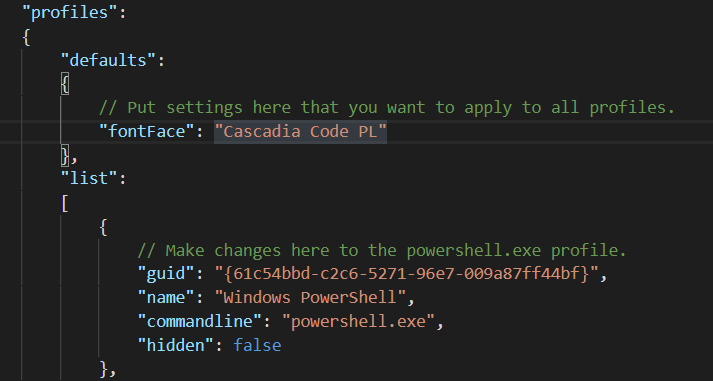 "profiles":
{
"defaults":
{
// Put settings here that you want to apply to all profiles.
"fontFace": "Cascadia Code PL"
},
"list":
[
{
// Make changes here to the powershell.exe profile.
"guid": "{61c54bbd-c2c6-5271-96e7-009a87ff44bf}",
"name": "Windows PowerShell",
"commandline": "powershell.exe",
"hidden": false
},